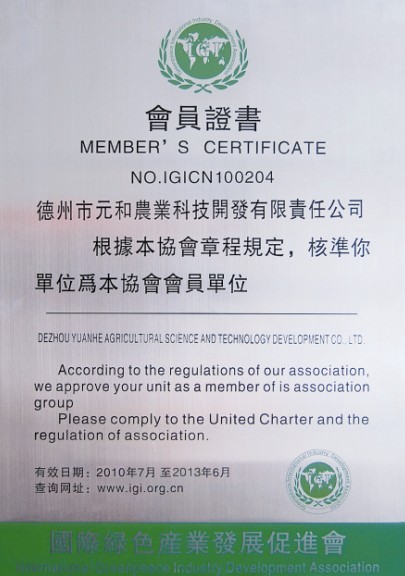 IGI
會員證書
MEMBER'S CERTIFICATE
NO.IGICN100204
德州市元和農業科技開發有限責任公司
根據本協會章程規定，核準你
單位爲本協會會員單位
DEZHOU YUANHE AGRICULTURAL SCIENCE AND TECHNOLOGY DEVELOPMENT CO., LTD.
According to the regulations of our association,
we approve your unit as a member of is association
group
Please comply to the United Charter and the
regulation of association.
有效日期：2010年7月 至2013年6月
查询网址：www.igi.org.cn
IGI
國際綠色産業發展促進會
International Greengence Industry Development Association